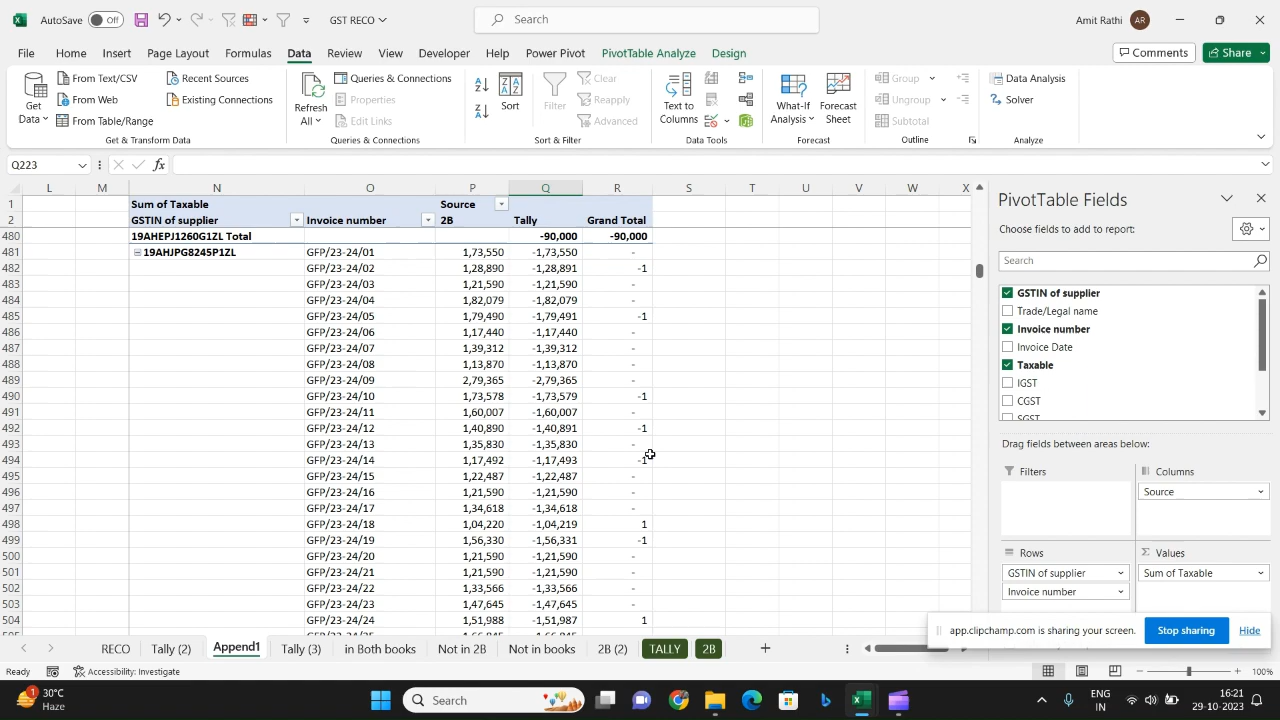 AutoSave Off GST RECO Search Amit Rathi AR
File Home Insert Page Layout Formulas Data Review View Developer Help Power Pivot PivotTable Analyze Design Comments Share
Get Data
From Text/CSV
From Web
From Table/Range
Recent Sources
Existing Connections
Get & Transform Data
Refresh All
Queries & Connections
Properties
Edit Links
Queries & Connections
Sort
Filter
Clear
Reapply
Advanced
Sort & Filter
Text to Columns
Data Tools
What-If Analysis
Forecast Sheet
Forecast
Group
Ungroup
Subtotal
Outline
Data Analysis
Solver
Analyze
Q223 fx
L M N O P Q R S T U V W X
1 Sum of Taxable Source
2 GSTIN of supplier Invoice number 2B Tally Grand Total
480 19AHEPJ1260G1ZL Total -90,000 -90,000
481 19AHJPG8245P1ZL GFP/23-24/01 1,73,550 -1,73,550 -
482 GFP/23-24/02 1,28,890 -1,28,891 -1
483 GFP/23-24/03 1,21,590 -1,21,590 -
484 GFP/23-24/04 1,82,079 -1,82,079 -
485 GFP/23-24/05 1,79,490 -1,79,491 -1
486 GFP/23-24/06 1,17,440 -1,17,440 -
487 GFP/23-24/07 1,39,312 -1,39,312 -
488 GFP/23-24/08 1,13,870 -1,13,870 -
489 GFP/23-24/09 2,79,365 -2,79,365 -
490 GFP/23-24/10 1,73,578 -1,73,579 -1
491 GFP/23-24/11 1,60,007 -1,60,007 -
492 GFP/23-24/12 1,40,890 -1,40,891 -1
493 GFP/23-24/13 1,35,830 -1,35,830 -
494 GFP/23-24/14 1,17,492 -1,17,493 -1
495 GFP/23-24/15 1,22,487 -1,22,487 -
496 GFP/23-24/16 1,21,590 -1,21,590 -
497 GFP/23-24/17 1,34,618 -1,34,618 -
498 GFP/23-24/18 1,04,220 -1,04,219 1
499 GFP/23-24/19 1,56,330 -1,56,331 -1
500 GFP/23-24/20 1,21,590 -1,21,590 -
501 GFP/23-24/21 1,21,590 -1,21,590 -
502 GFP/23-24/22 1,33,566 -1,33,566 -
503 GFP/23-24/23 1,47,645 -1,47,645 -
504 GFP/23-24/24 1,51,988 -1,51,987 1
PivotTable Fields
Choose fields to add to report:
Search
GSTIN of supplier
Trade/Legal name
Invoice number
Invoice Date
Taxable
IGST
CGST
SGST
Drag fields between areas below:
Filters Columns
Source
Rows Values
GSTIN of supplier Sum of Taxable
Invoice number
app.clipchamp.com is sharing your screen. Stop sharing Hide
RECO Tally (2) Append1 Tally (3) in Both books Not in 2B Not in books 2B (2) TALLY 2B
Ready Accessibility: Investigate 100%
1 30°C Haze Search ENG IN 16:21 29-10-2023